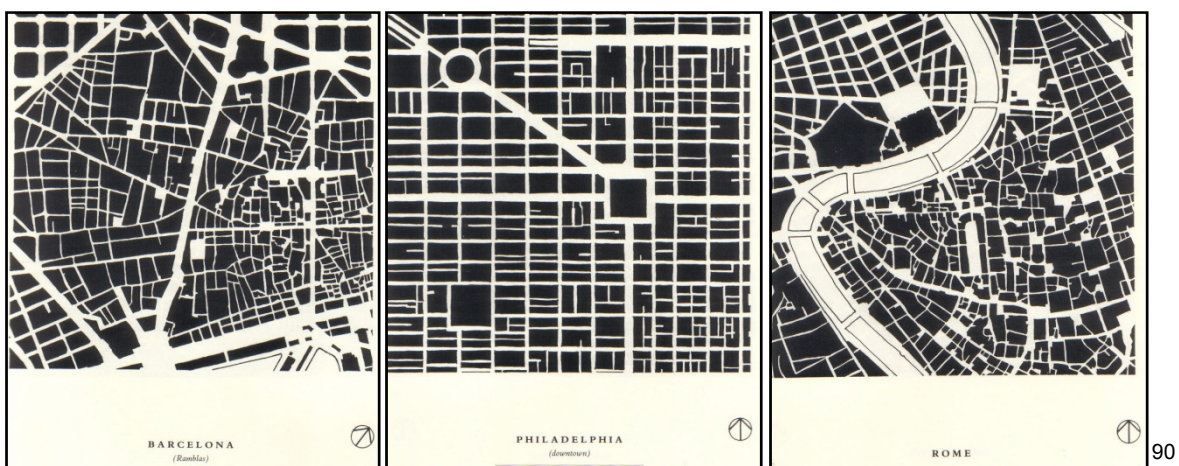 BARCELONA
(Ramblas)
PHILADELPHIA
(downtown)
ROME
90